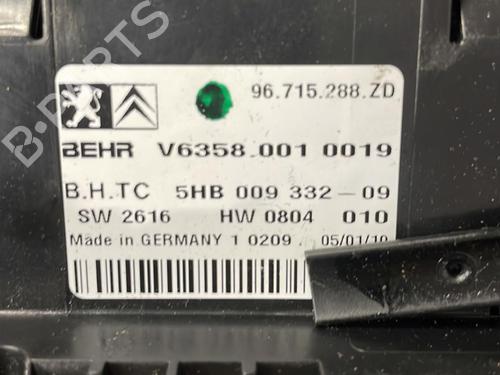 B-PARTS
96.715.288.ZD
BEHR V6358.001 0019
B.H.TC 5HB 009 332-09
SW 2616 HW 0804 010
Made in GERMANY 1 0209. 05/01/10